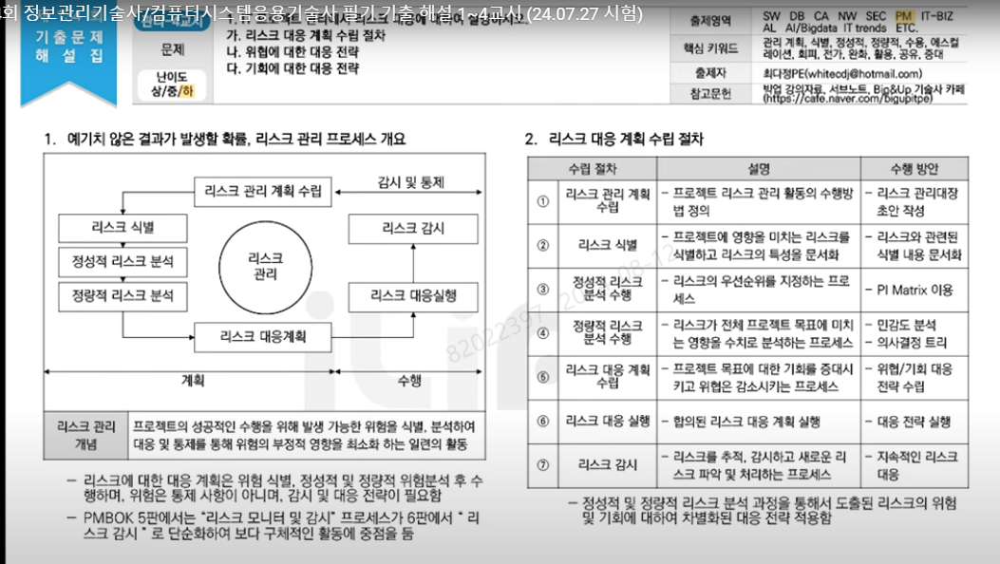 회 정보관리기술사/컴퓨터시스템응용기술사 필기 기출 해설 1~4교시 (24.07.27 시험)
기 출 문 제
해 설 집
문제
난이도
상/중/하
가. 리스크 대응 계획 수립 절차
나. 위협에 대한 대응 전략
다. 기회에 대한 대응 전략
출제영역
SW DB CA NW SEC PM IT-BIZ
AL AI/Bigdata IT trends ETC.
핵심 키워드
관리 계획, 식별, 정성적, 정량적, 수용, 에스컬
레이션, 회피, 전가, 완화, 활용, 공유, 증대
출제자
최다정PE(whitecdj@hotmail.com)
참고문헌
빅업 강의자료, 서브노트, Big&Up 기술사 카페
(https://cafe.naver.com/bigupitpe)
1. 예기치 않은 결과가 발생할 확률, 리스크 관리 프로세스 개요
리스크 관리 계획 수립
감시 및 통제
리스크 식별
정성적 리스크 분석
정량적 리스크 분석
리스크
관리
리스크 감시
리스크 대응실행
리스크 대응계획
계획
수행
리스크 관리
개념
프로젝트의 성공적인 수행을 위해 발생 가능한 위험을 식별, 분석하여
대응 및 통제를 통해 위험의 부정적 영향을 최소화 하는 일련의 활동
– 리스크에 대한 대응 계획은 위험 식별, 정성적 및 정량적 위험분석 후 수
행하며, 위험은 통제 사항이 아니며, 감시 및 대응 전략이 필요함
– PMBOK 5판에서는 “리스크 모니터 및 감시” 프로세스가 6판에서 “ 리
스크 감시 ” 로 단순화하여 보다 구체적인 활동에 중점을 둠
2. 리스크 대응 계획 수립 절차
수립 절차
설명
수행 방안
①
리스크 관리 계획
수립
– 프로젝트 리스크 관리 활동의 수행방
법 정의
– 리스크 관리대장
초안 작성
②
리스크 식별
– 프로젝트에 영향을 미치는 리스크를
식별하고 리스크의 특성을 문서화
– 리스크와 관련된
식별 내용 문서화
③
정성적 리스크
분석 수행
– 리스크의 우선순위를 지정하는 프로
세스
– PI Matrix 이용
④
정량적 리스크
분석 수행
– 리스크가 전체 프로젝트 목표에 미치
는 영향을 수치로 분석하는 프로세스
– 민감도 분석
– 의사결정 트리
⑤
리스크 대응 계획
수립
– 프로젝트 목표에 대한 기회를 증대시
키고 위협은 감소시키는 프로세스
– 위협/기회 대응
전략 수립
⑥
리스크 대응 실행
– 합의된 리스크 대응 계획 실행
– 대응 전략 실행
⑦
리스크 감시
– 리스크를 추적, 감시하고 새로운 리
스크 파악 및 처리하는 프로세스
– 지속적인 리스크
대응
– 정성적 및 정량적 리스크 분석 과정을 통해서 도출된 리스크의 위험
및 기회에 대하여 차별화된 대응 전략 적용함